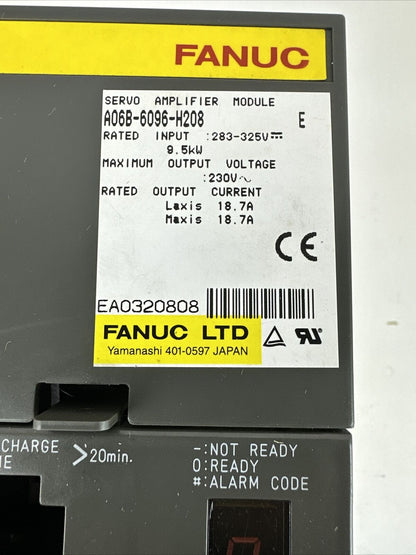 FANUC
SERVO AMPLIFIER MODULE
A06B-6096-H208 E
RATED INPUT :283-325V⎓
9.5kW
MAXIMUM OUTPUT VOLTAGE
:230V~
RATED OUTPUT CURRENT
Laxis 18.7A
Maxis 18.7A
CE
EA0320808
FANUC LTD
Yamanashi 401-0597 JAPAN
CHARGE >20min.
-:NOT READY
0:READY
#:ALARM CODE